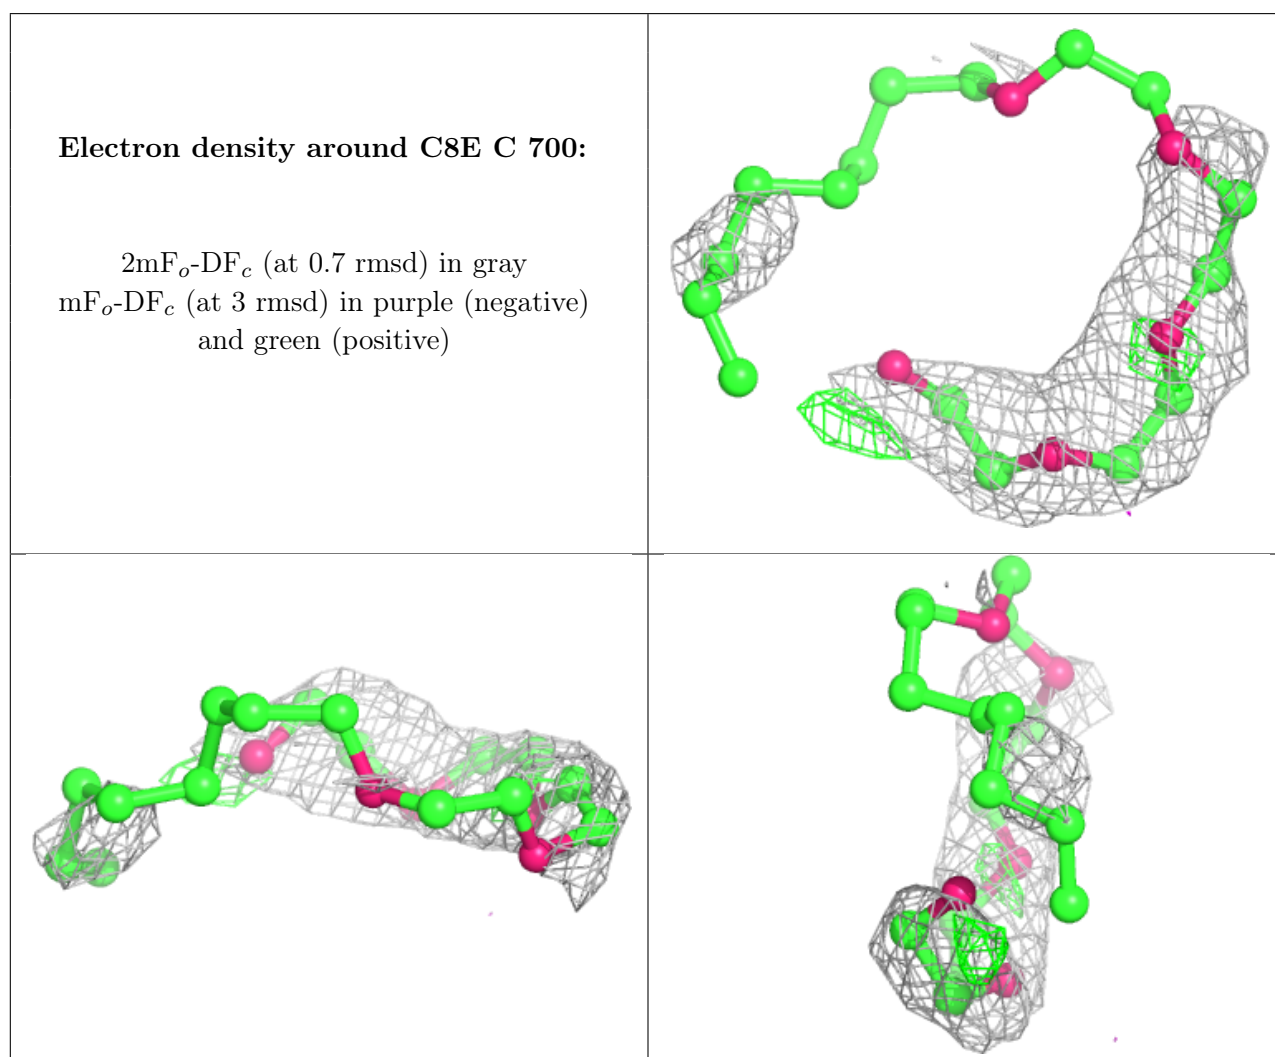 Electron density around C8E C 700:
2mFo-DFc (at 0.7 rmsd) in gray
mFo-DFc (at 3 rmsd) in purple (negative)
and green (positive)